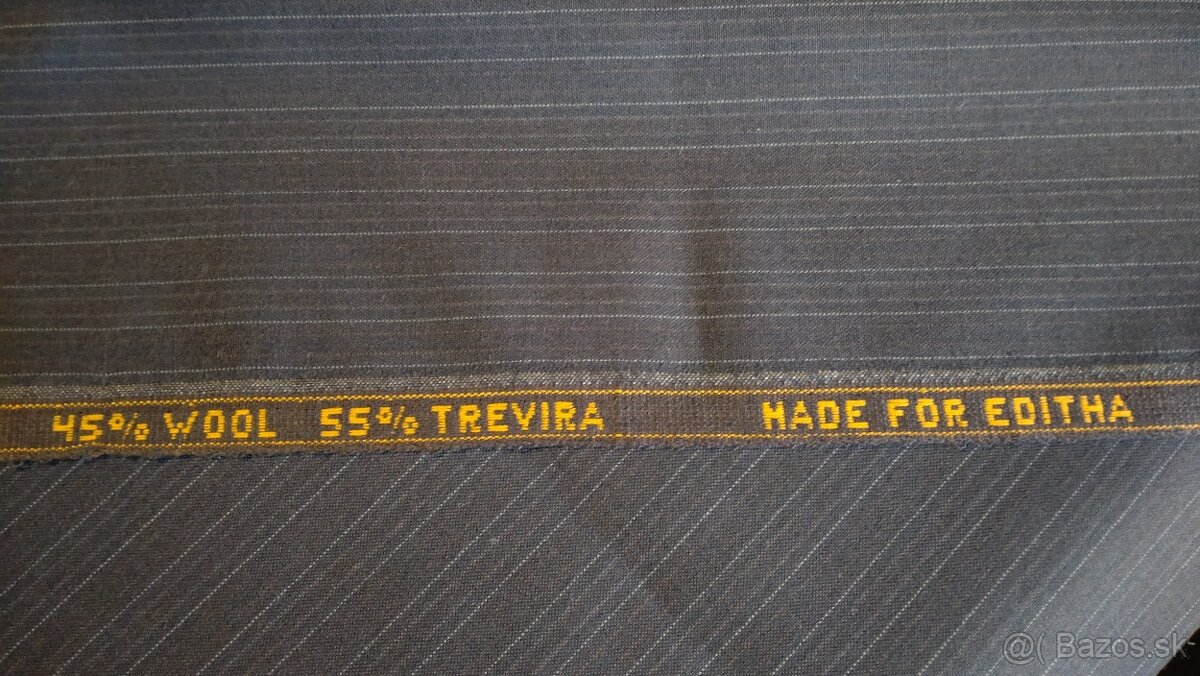 45% WOOL 55% TREVIRA MADE FOR EDITHA
@( Bazos.sk